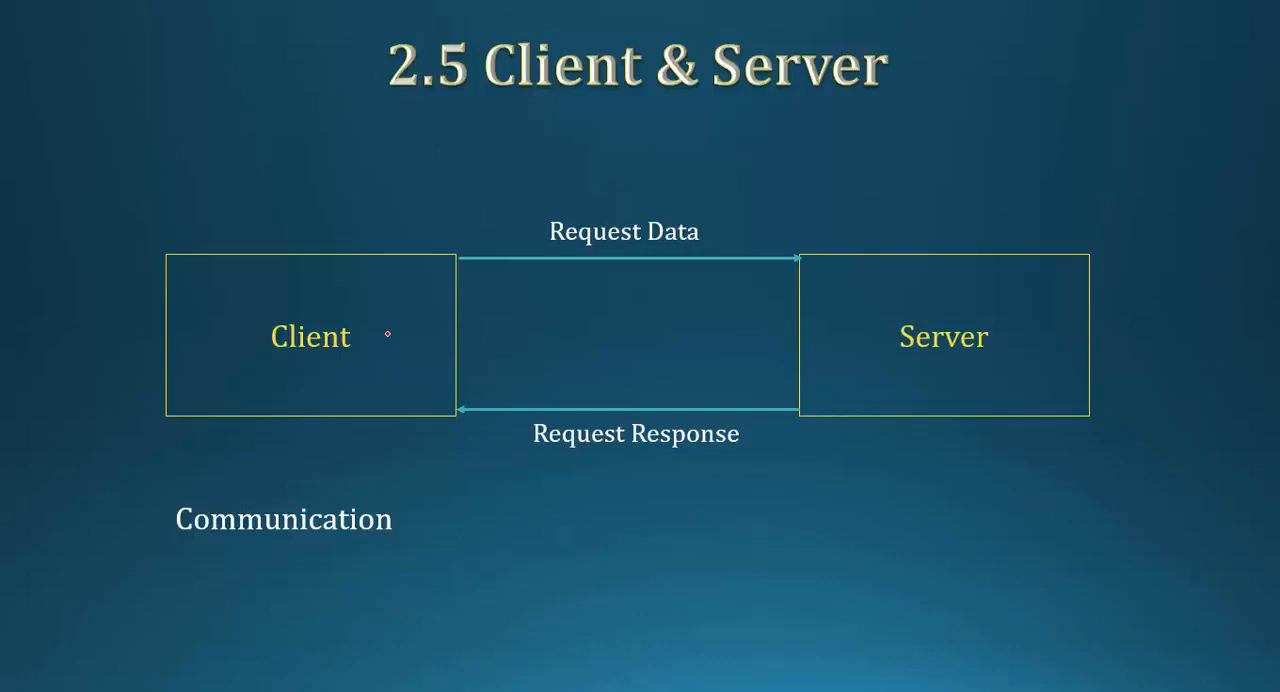 2.5 Client & Server
Request Data
Client
Server
Request Response
Communication